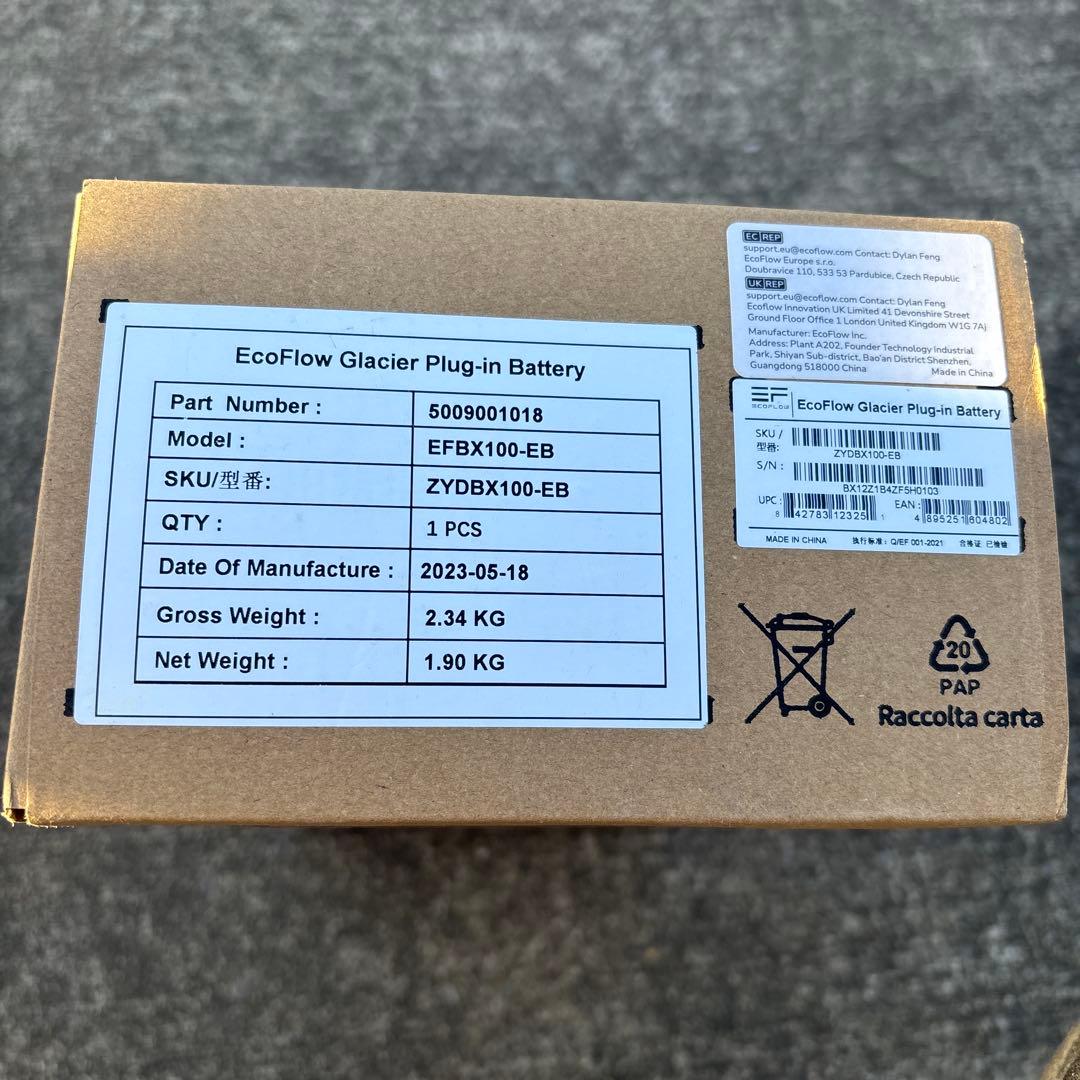 EcoFlow Glacier Plug-in Battery
Part Number : 5009001018
Model : EFBX100-EB
SKU/型番: ZYDBX100-EB
QTY : 1 PCS
Date Of Manufacture : 2023-05-18
Gross Weight : 2.34 KG
Net Weight : 1.90 KG
EC REP
support.eu@ecoflow.com Contact: Dylan Feng
EcoFlow Europe s.r.o.
Doubravice 110, 533 53 Pardubice, Czech Republic
UK REP
support.eu@ecoflow.com Contact: Dylan Feng
Ecoflow Innovation UK Limited 41 Devonshire Street
Ground Floor Office 1 London United Kingdom W1G 7AJ
Manufacturer: EcoFlow Inc.
Address: Plant A202, Founder Technology Industrial
Park, Shiyan Sub-district, Bao'an District Shenzhen,
Guangdong 518000 China Made in China
EF ECOFLOW EcoFlow Glacier Plug-in Battery
SKU / 型番:
ZYDBX100-EB
S/N :
BX12Z1B4ZF5H0103
UPC : 8 42783 12325 1 EAN : 4 895251 804802
MADE IN CHINA 执行标准: Q/EF 001-2021 合格证 已检验
20
PAP
Raccolta carta